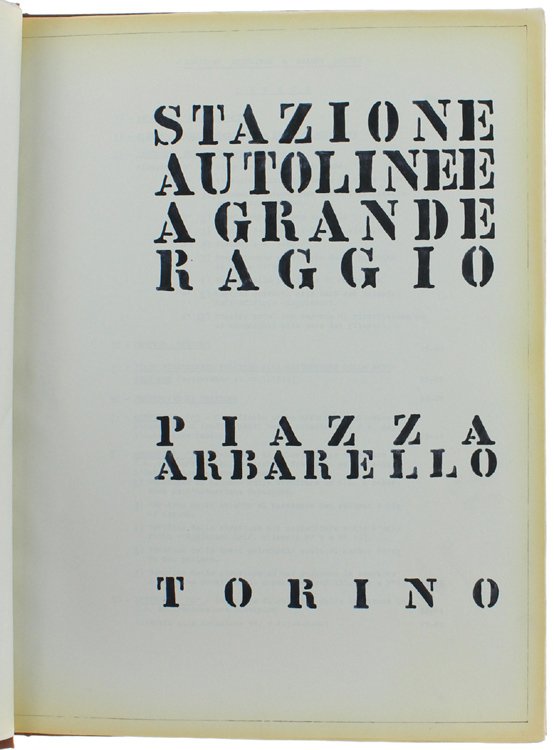 STAZIONE
AUTOLINEE
A GRANDE
RAGGIO
PIAZZA
ARBARELLO
TORINO